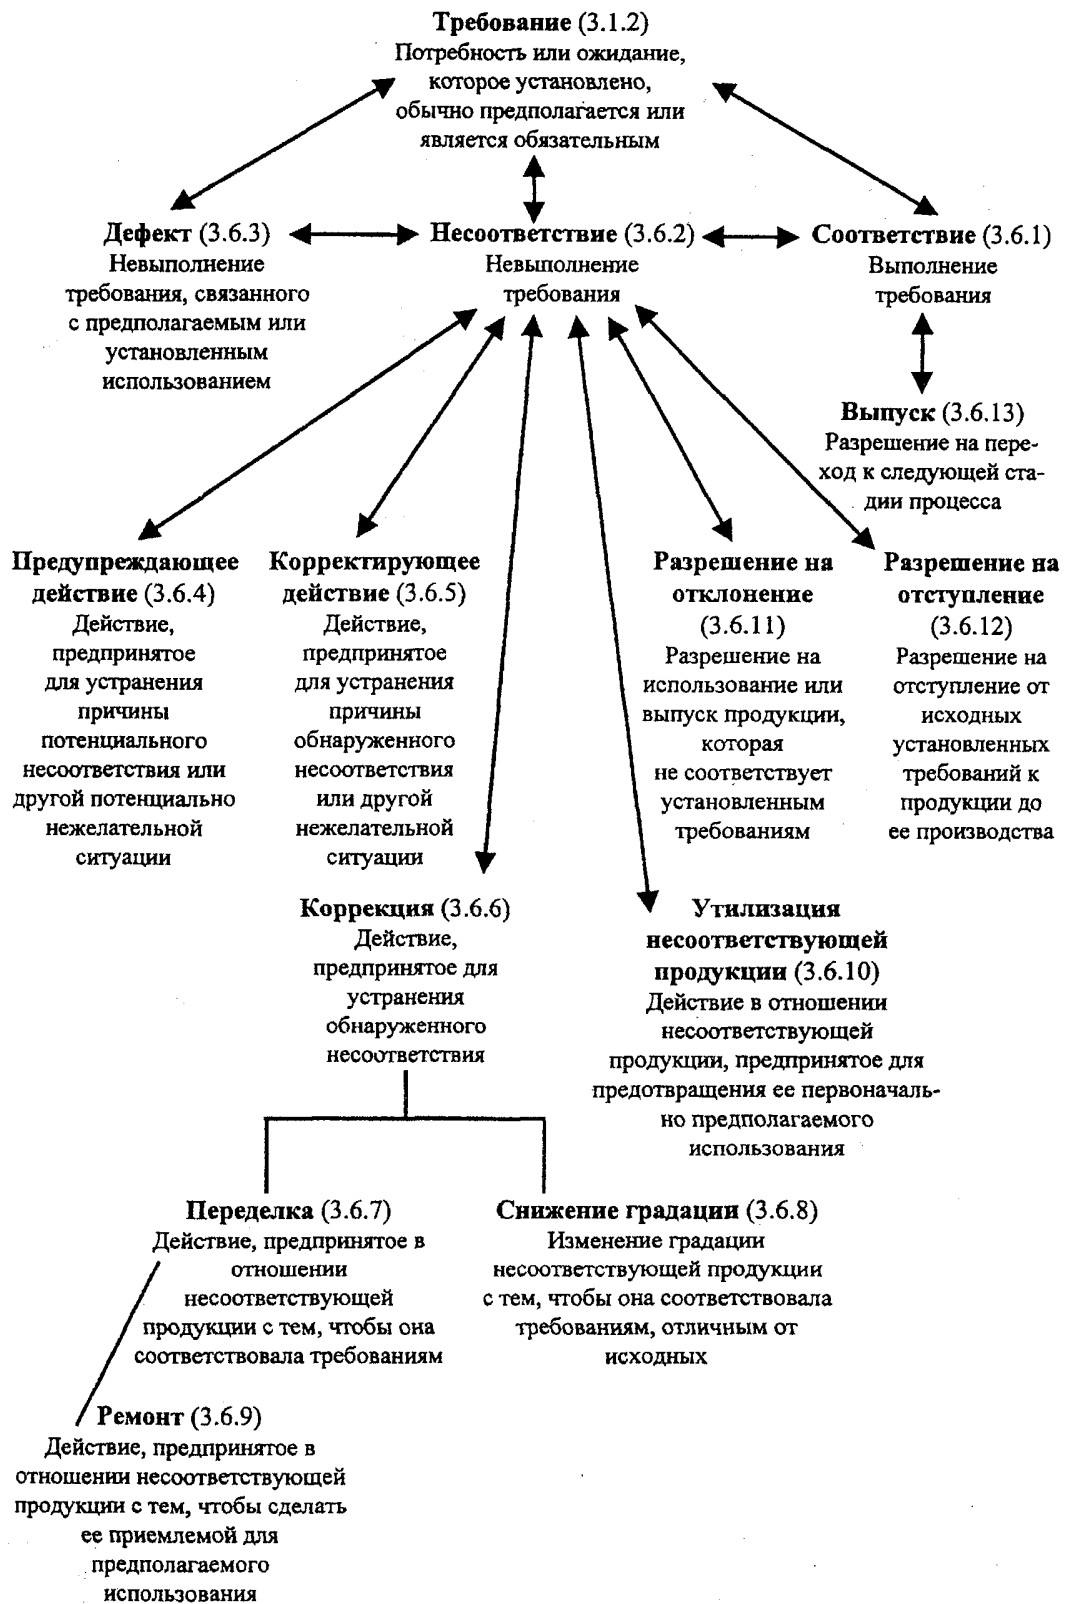 Требование (3.1.2)
Потребность или ожидание,
которое установлено,
обычно предполагается или
является обязательным
Дефект (3.6.3)
Невыполнение
требования, связанного
с предполагаемым или
установленным
использованием
Несоответствие (3.6.2)
Невыполнение
требования
Соответствие (3.6.1)
Выполнение
требования
Выпуск (3.6.13)
Разрешение на пере-
ход к следующей ста-
дии процесса
Предупреждающее
действие (3.6.4)
Действие,
предпринятое
для устранения
причины
потенциального
несоответствия или
другой потенциально
нежелательной
ситуации
Корректирующее
действие (3.6.5)
Действие,
предпринятое
для устранения
причины
обнаруженного
несоответствия
или другой
нежелательной
ситуации
Разрешение на
отклонение
(3.6.11)
Разрешение на
использование или
выпуск продукции,
которая
не соответствует
установленным
требованиям
Разрешение на
отступление
(3.6.12)
Разрешение на
отступление от
исходных
установленных
требований к
продукции до
ее производства
Коррекция (3.6.6)
Действие,
предпринятое для
устранения
обнаруженного
несоответствия
Утилизация
несоответствующей
продукции (3.6.10)
Действие в отношении
несоответствующей
продукции, предпринятое для
предотвращения ее первоначаль-
но предполагаемого
использования
Переделка (3.6.7)
Действие, предпринятое в
отношении
несоответствующей
продукции с тем, чтобы она
соответствовала требованиям
Снижение градации (3.6.8)
Изменение градации
несоответствующей продукции
с тем, чтобы она соответствовала
требованиям, отличным от
исходных
Ремонт (3.6.9)
Действие, предпринятое в
отношении несоответствующей
продукции с тем, чтобы сделать
ее приемлемой для
предполагаемого
использования